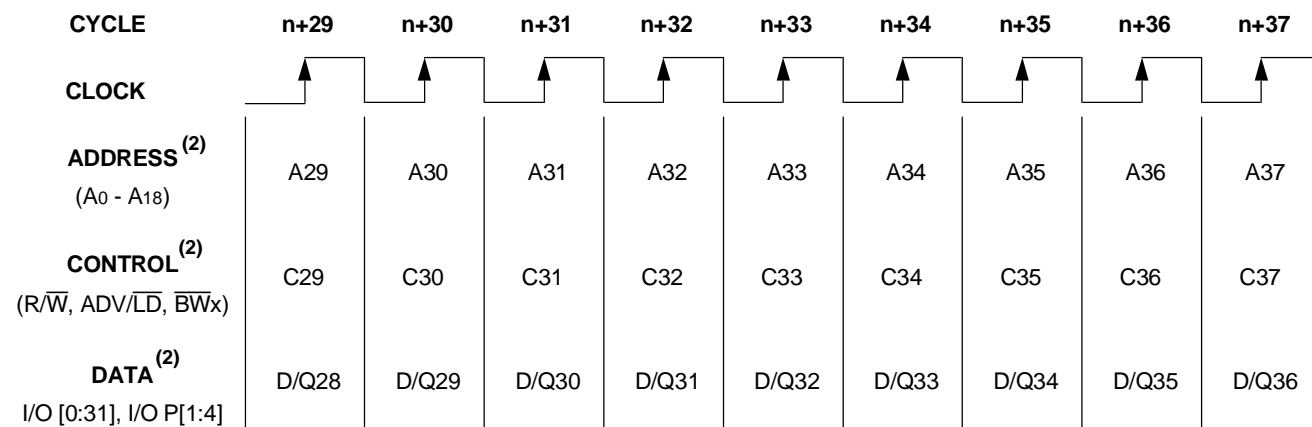 CYCLE n+29 n+30 n+31 n+32 n+33 n+34 n+35 n+36 n+37
CLOCK
ADDRESS(2) A29 A30 A31 A32 A33 A34 A35 A36 A37
(A0 - A18)
CONTROL(2) C29 C30 C31 C32 C33 C34 C35 C36 C37
(R/W̅, ADV/L̅D̅, B̅W̅x)
DATA(2) D/Q28 D/Q29 D/Q30 D/Q31 D/Q32 D/Q33 D/Q34 D/Q35 D/Q36
I/O [0:31], I/O P[1:4]